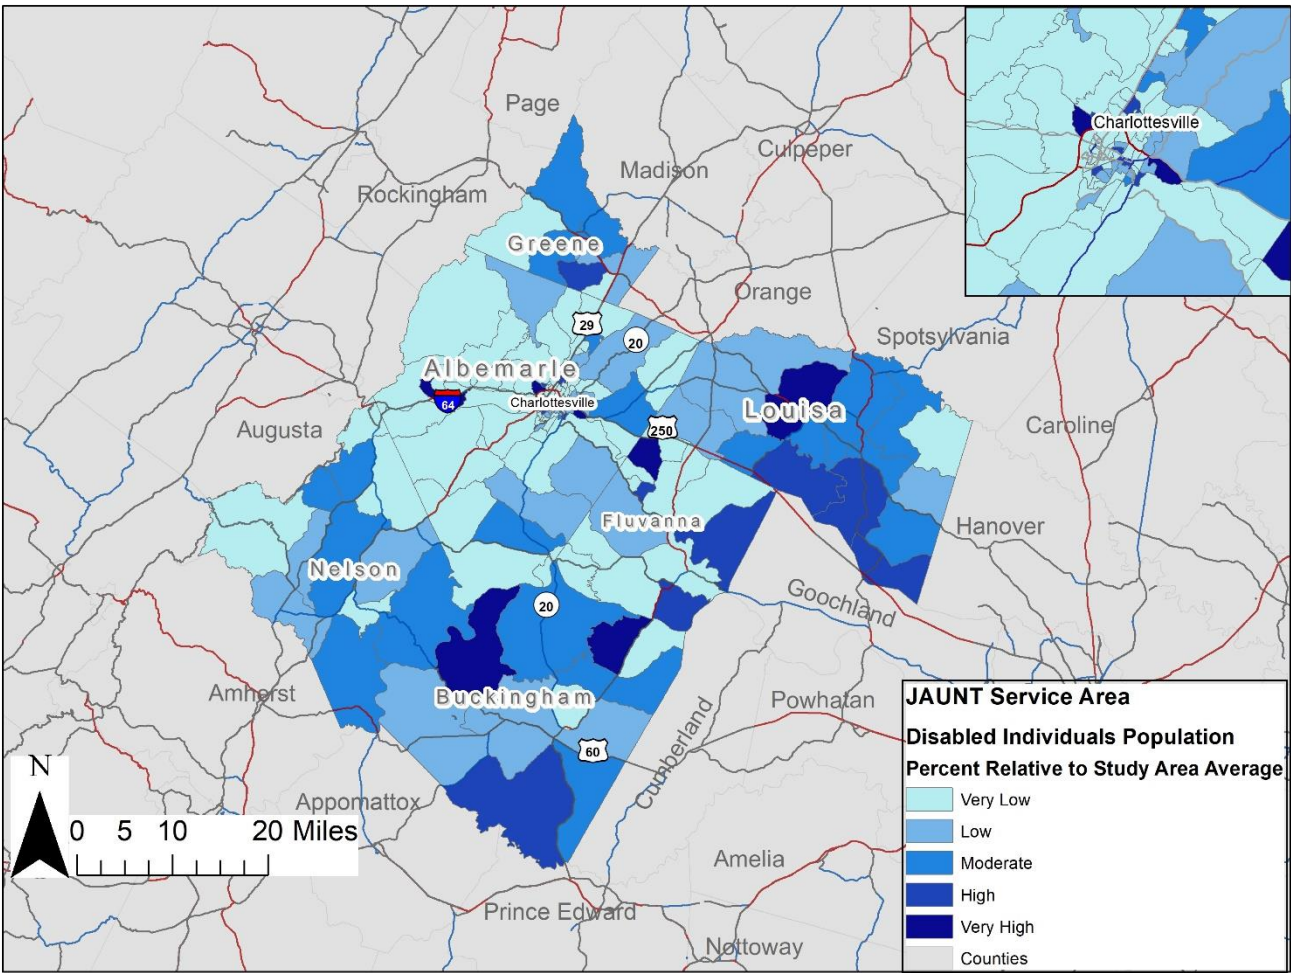 Page
Madison
Culpeper
Rockingham
Greene
Orange
29
20
Spotsylvania
Albemarle
64
Charlottesville
Louisa
250
Augusta
Caroline
Fluvanna
Hanover
Nelson
20
Goochland
Amherst
Buckingham
Powhatan
60
Cumberland
Appomattox
Amelia
Prince Edward
Nottoway
Charlottesville
N
0 5 10 20 Miles
JAUNT Service Area
Disabled Individuals Population
Percent Relative to Study Area Average
Very Low
Low
Moderate
High
Very High
Counties